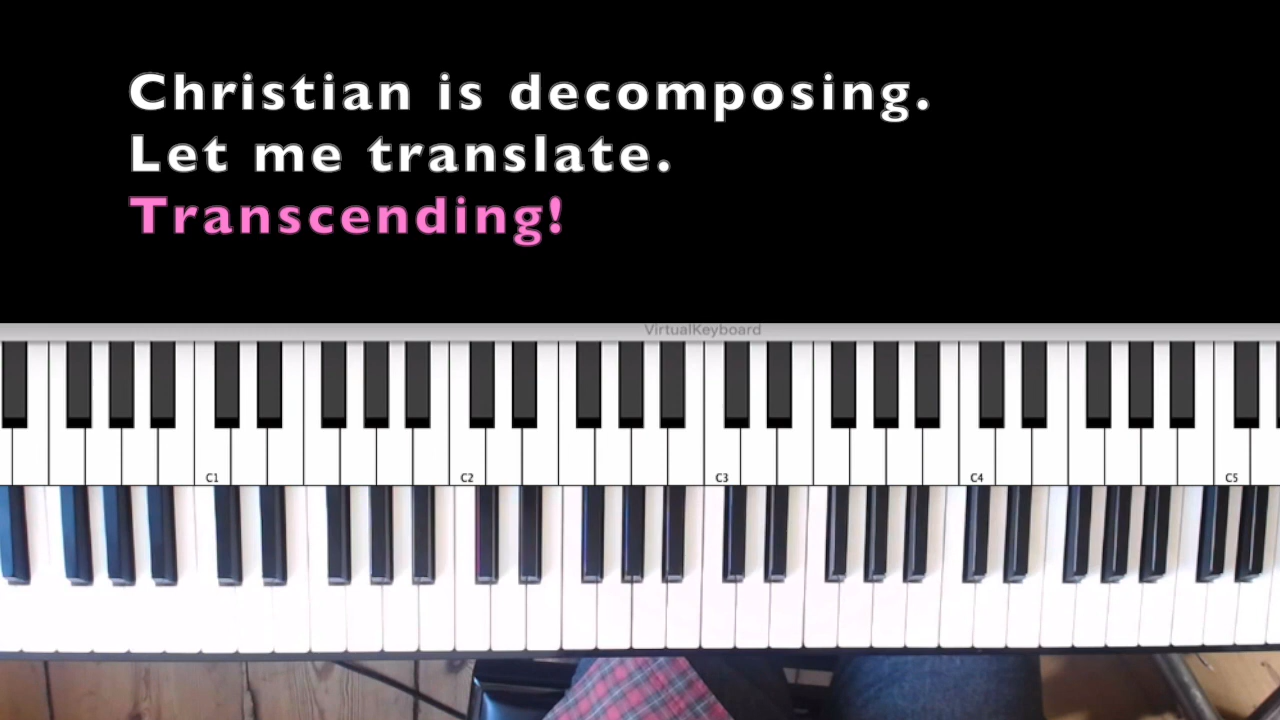 Christian is decomposing.
Let me translate.
Transcending!
VirtualKeyboard
C1 C2 C3 C4 C5